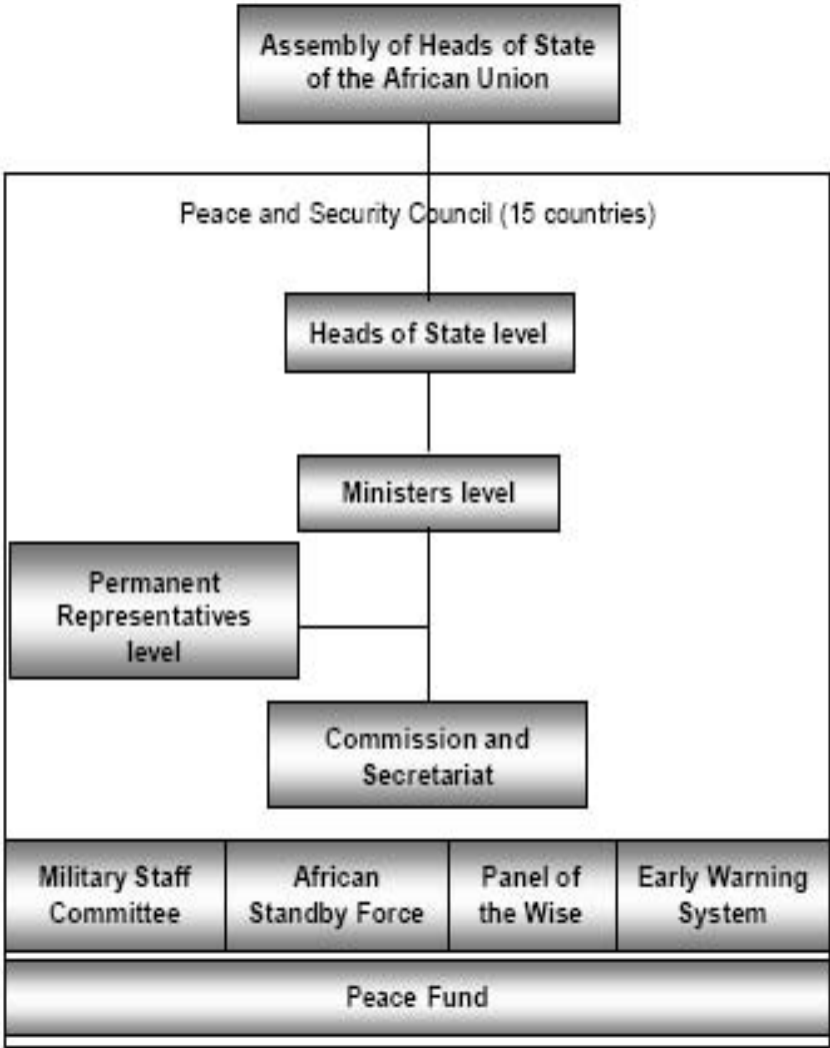 Assembly of Heads of State
of the African Union
Peace and Security Council (15 countries)
Heads of State level
Ministers level
Permanent
Representatives
level
Commission and
Secretariat
Military Staff
Committee
African
Standby Force
Panel of
the Wise
Early Warning
System
Peace Fund